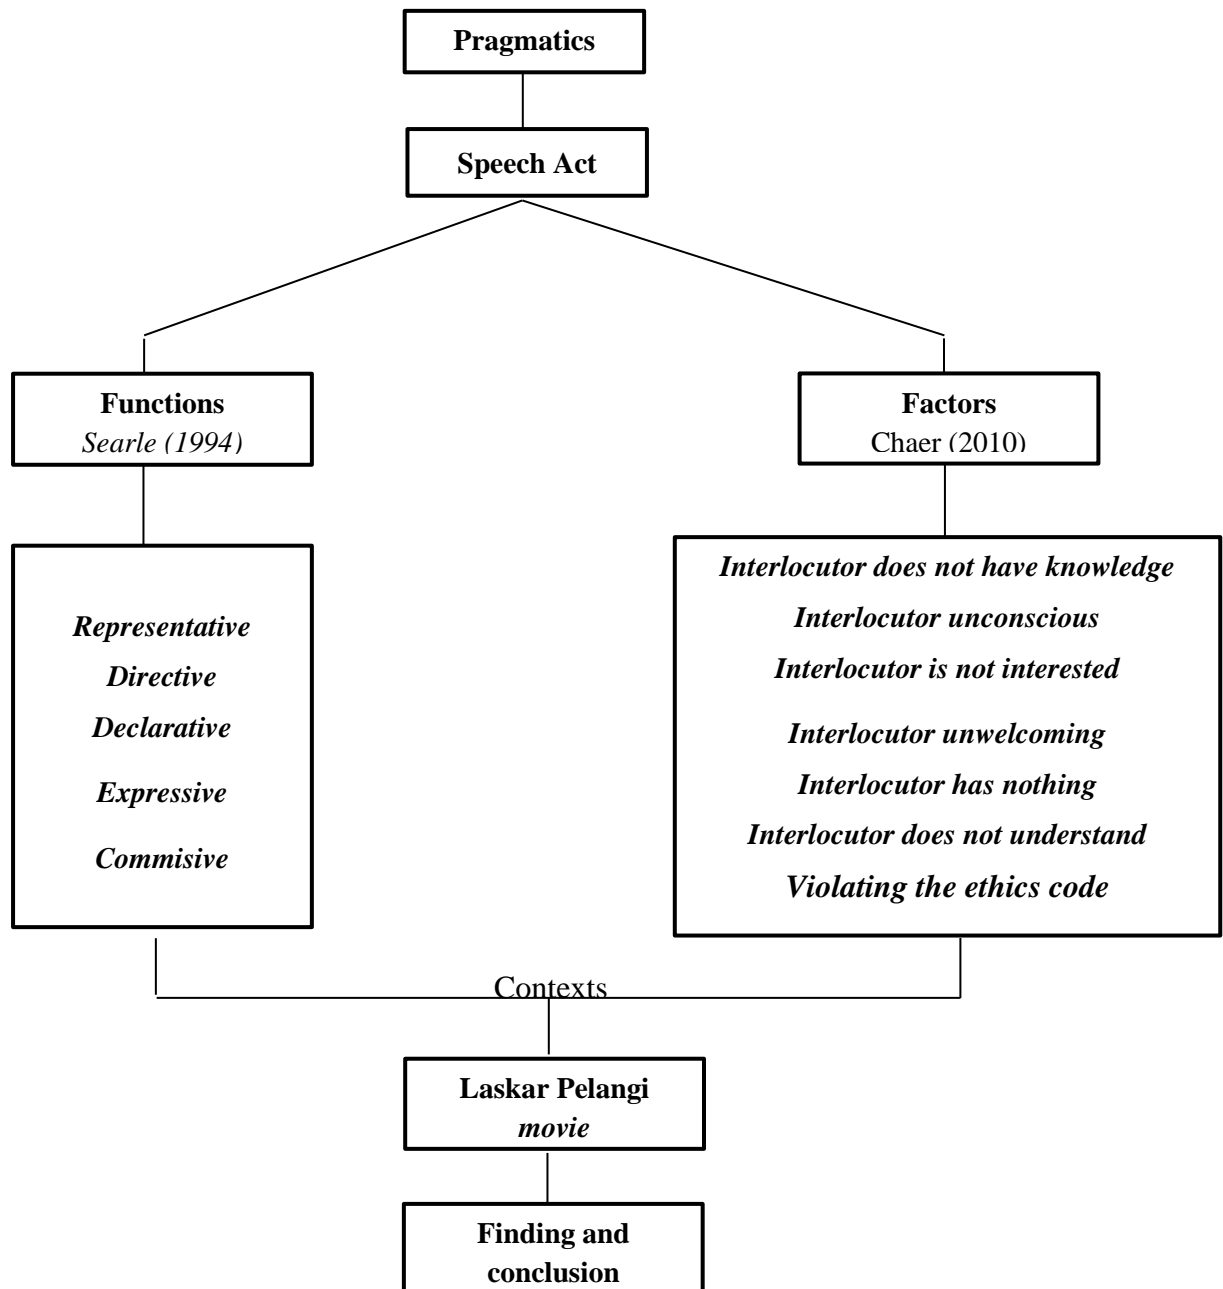 Pragmatics
Speech Act
Functions
Searle (1994)
Representative
Directive
Declarative
Expressive
Commisive
Factors
Chaer (2010)
Interlocutor does not have knowledge
Interlocutor unconscious
Interlocutor is not interested
Interlocutor unwelcoming
Interlocutor has nothing
Interlocutor does not understand
Violating the ethics code
Contexts
Laskar Pelangi
movie
Finding and
conclusion